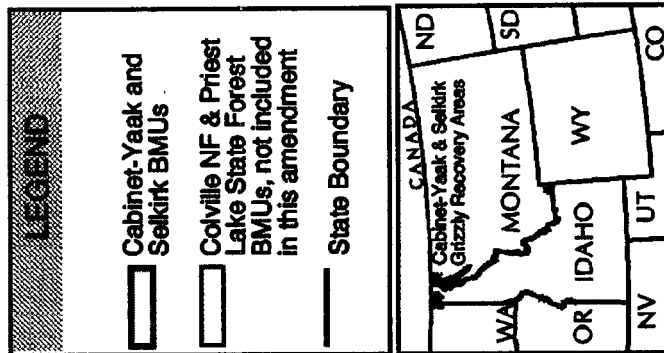 LEGEND
Cabinet-Yaak and
Selkirk BMUs
Colville NF & Priest
Lake State Forest
BMUs, not included
in this amendment
State Boundary
CANADA
Cabinet-Yaak & Selkirk
Grizzly Recovery Areas
WA
MONTANA
ND
SD
OR
IDAHO
WY
NV
UT
CO